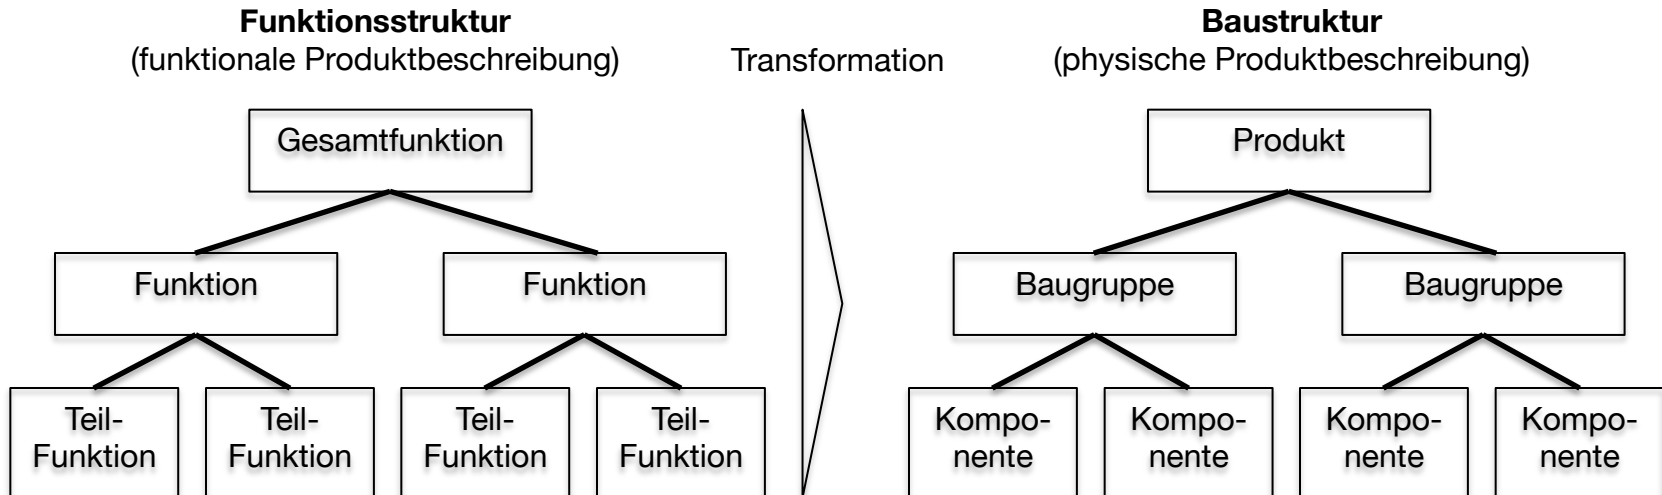 Funktionsstruktur
(funktionale Produktbeschreibung)
Transformation
Baustruktur
(physische Produktbeschreibung)
Gesamtfunktion
Produkt
Funktion
Funktion
Baugruppe
Baugruppe
Teil-
Funktion
Teil-
Funktion
Teil-
Funktion
Teil-
Funktion
Kompo-
nente
Kompo-
nente
Kompo-
nente
Kompo-
nente